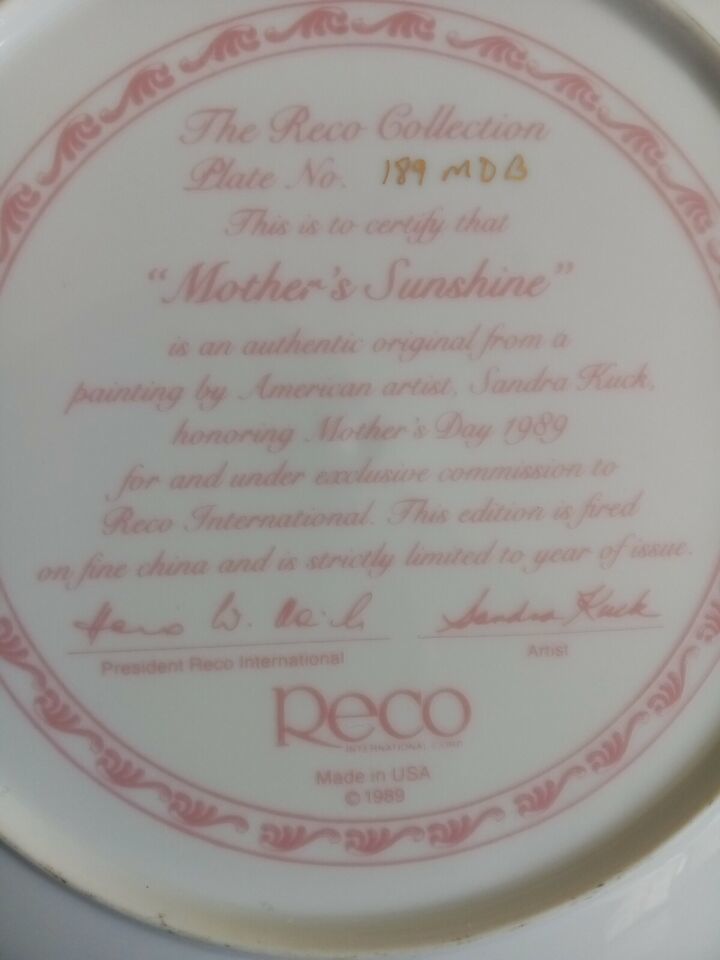 The Reco Collection
Plate No. 189 MDB
This is to certify that
"Mother's Sunshine"
is an authentic original from a
painting by American artist, Sandra Kuck,
honoring Mother's Day 1989
for and under exclusive commission to
Reco International. This edition is fired
on fine china and is strictly limited to year of issue.
Sandra Kuck
President Reco International
Artist
Reco
INTERNATIONAL CORP.
Made in USA
© 1989